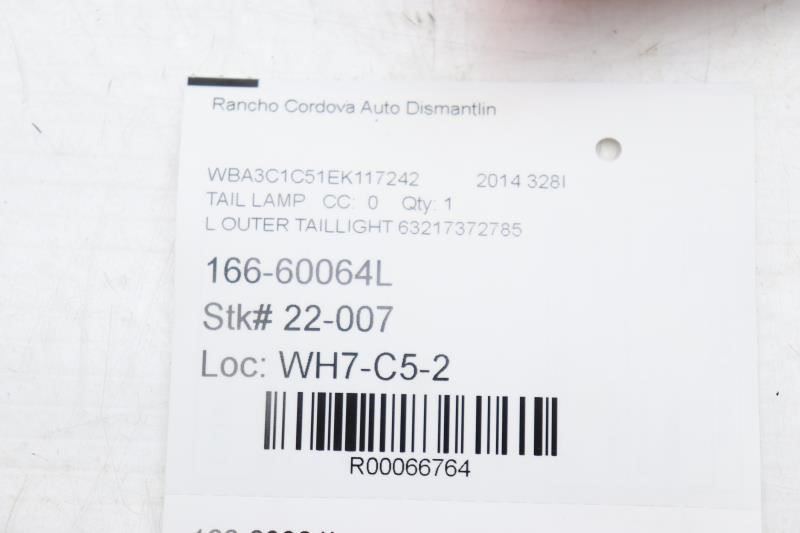 Rancho Cordova Auto Dismantlin
WBA3C1C51EK117242 2014 328I
TAIL LAMP CC: 0 Qty: 1
L OUTER TAILLIGHT 63217372785
166-60064L
Stk# 22-007
Loc: WH7-C5-2
R00066764